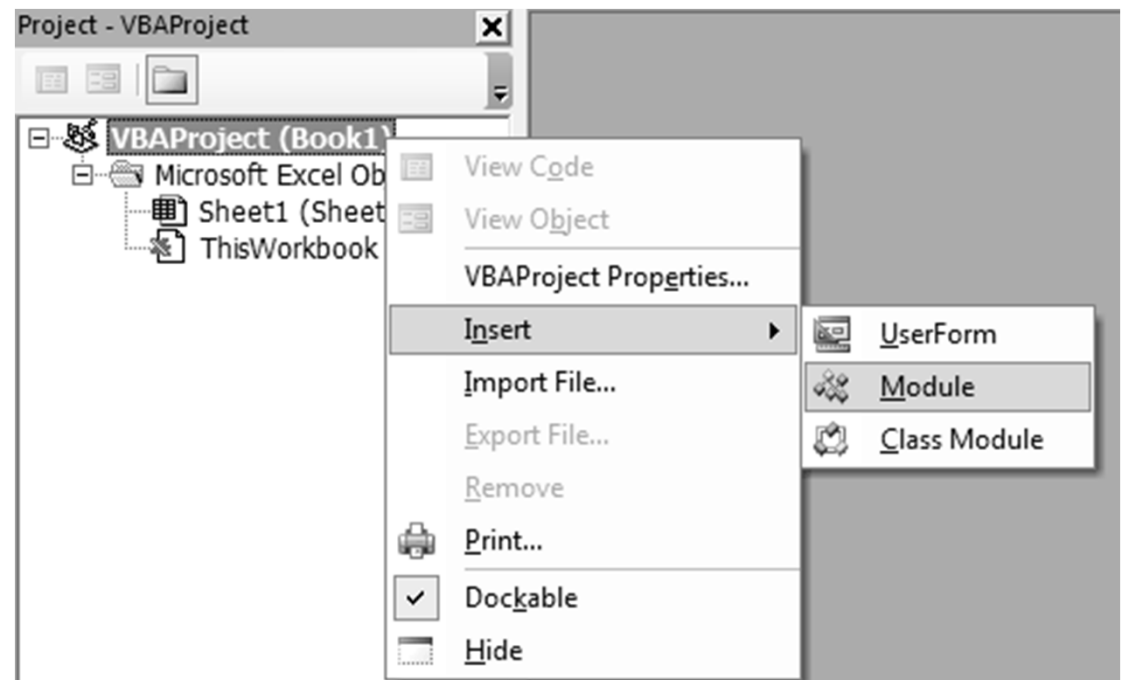 Project - VBAProject
VBAProject (Book1)
Microsoft Excel Ob
Sheet1 (Sheet
ThisWorkbook
View Code
View Object
VBAProject Properties...
Insert
Import File...
Export File...
Remove
Print...
Dockable
Hide
UserForm
Module
Class Module